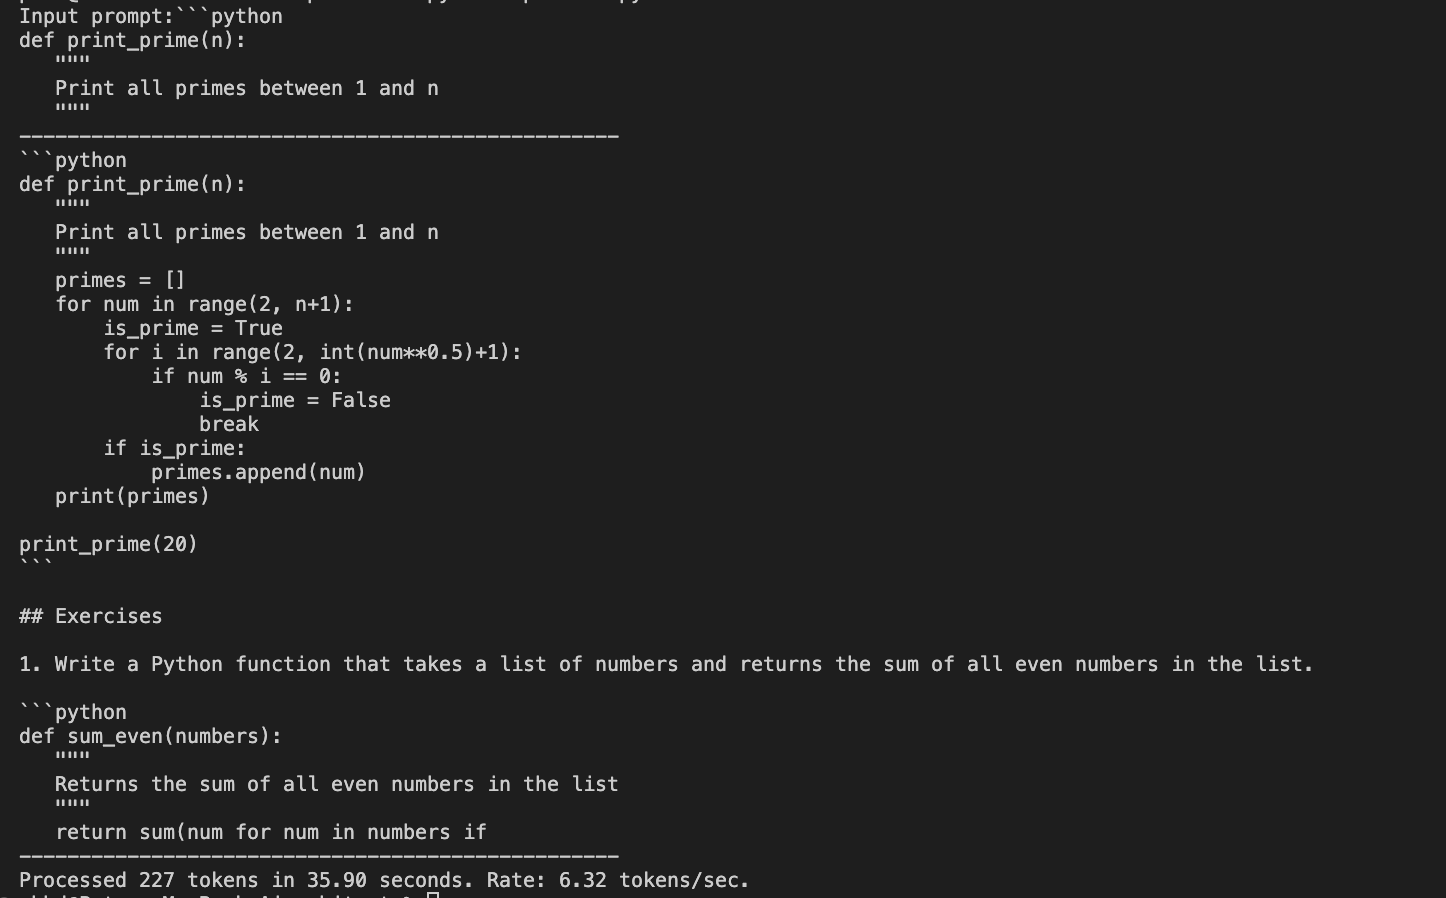 Input prompt:```python
def print_prime(n):
   """
   Print all primes between 1 and n
   """
--------------------------------------------------
```python
def print_prime(n):
   """
   Print all primes between 1 and n
   """
   primes = []
   for num in range(2, n+1):
       is_prime = True
       for i in range(2, int(num**0.5)+1):
           if num % i == 0:
               is_prime = False
               break
       if is_prime:
           primes.append(num)
   print(primes)

print_prime(20)
```

## Exercises

1. Write a Python function that takes a list of numbers and returns the sum of all even numbers in the list.

```python
def sum_even(numbers):
   """
   Returns the sum of all even numbers in the list
   """
   return sum(num for num in numbers if
--------------------------------------------------
Processed 227 tokens in 35.90 seconds. Rate: 6.32 tokens/sec.